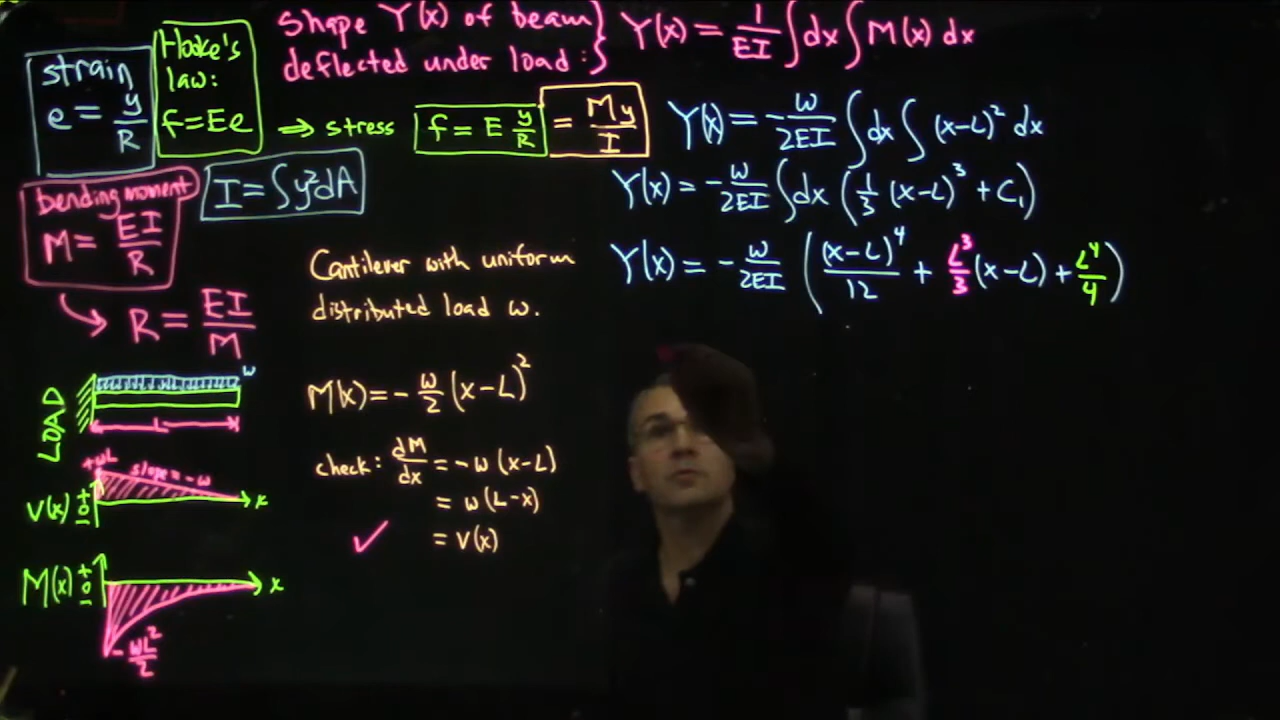 strain
e = y/R
Hooke's
law:
f = Ee
shape Y(x) of beam
deflected under load :
Y(x) = 1/EI ∫dx ∫M(x) dx
⇒ stress f = E y/R = My/I
I = ∫y²dA
bending moment
M = EI/R
R = EI/M
Y(x) = -w/2EI ∫dx ∫ (x-L)² dx
Y(x) = -w/2EI ∫dx (1/3 (x-L)³ + C₁)
Y(x) = -w/2EI ((x-L)⁴/12 + L³/3 (x-L) + L⁴/4)
Cantilever with uniform
distributed load w.
M(x) = -w/2 (x-L)²
check: dM/dx = -w(x-L)
= w(L-x)
✓ = V(x)
LOAD
w
L
+wL
slope = -w
V(x) + 0 -
x
M(x) + 0 -
x
-wL²/2